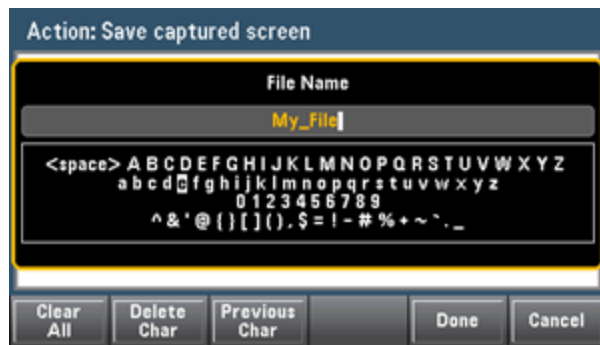 Action: Save captured screen
File Name
My_File
<space> A B C D E F G H I J K L M N O P Q R S T U V W X Y Z
a b c d e f g h i j k l m n o p q r s t u v w x y z
0 1 2 3 4 5 6 7 8 9
^ & ' @ { } [ ] ( ) , $ = ! - # % + ~ ` . _
Clear All
Delete Char
Previous Char
Done
Cancel